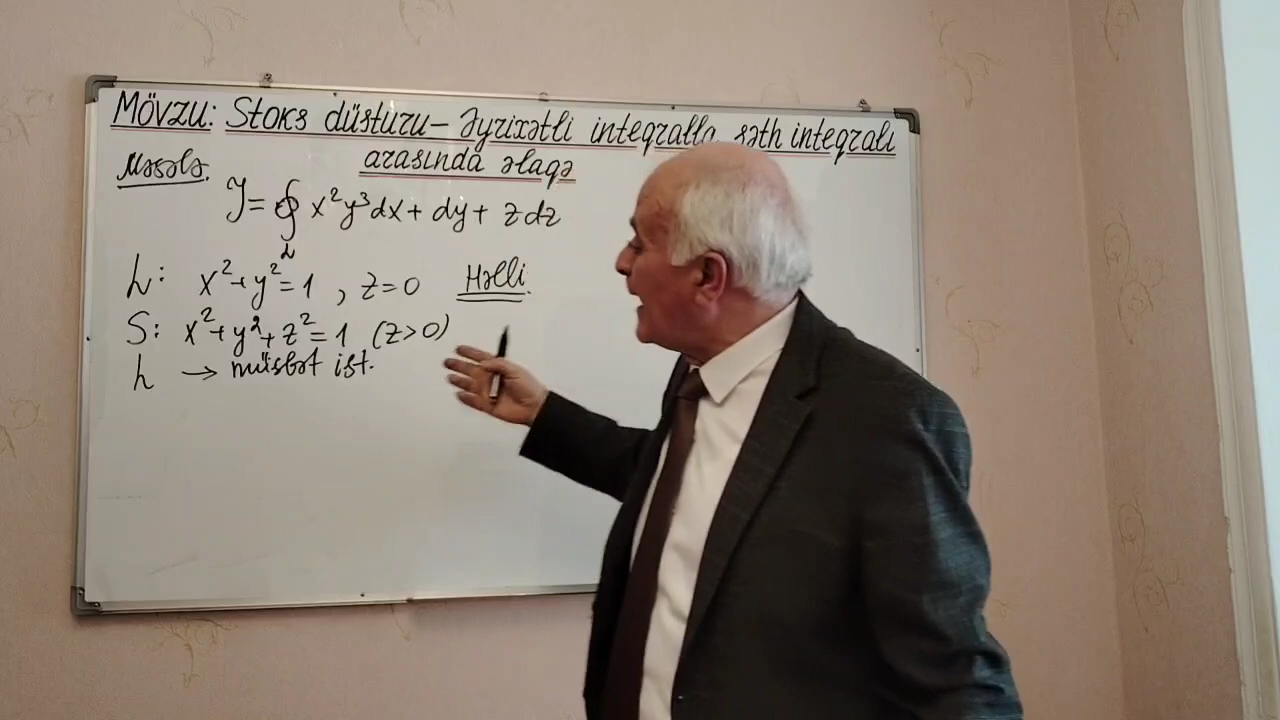 Mövzu: Stoks düsturu – Əyrixətli inteqralla səth inteqralı
arasında əlaqə
Məsələ.
J = ∮ x²y³dx + dy + z dz
L
L: x² + y² = 1 , z = 0 Həlli.
S: x² + y² + z² = 1 (z > 0)
L → müsbət ist.